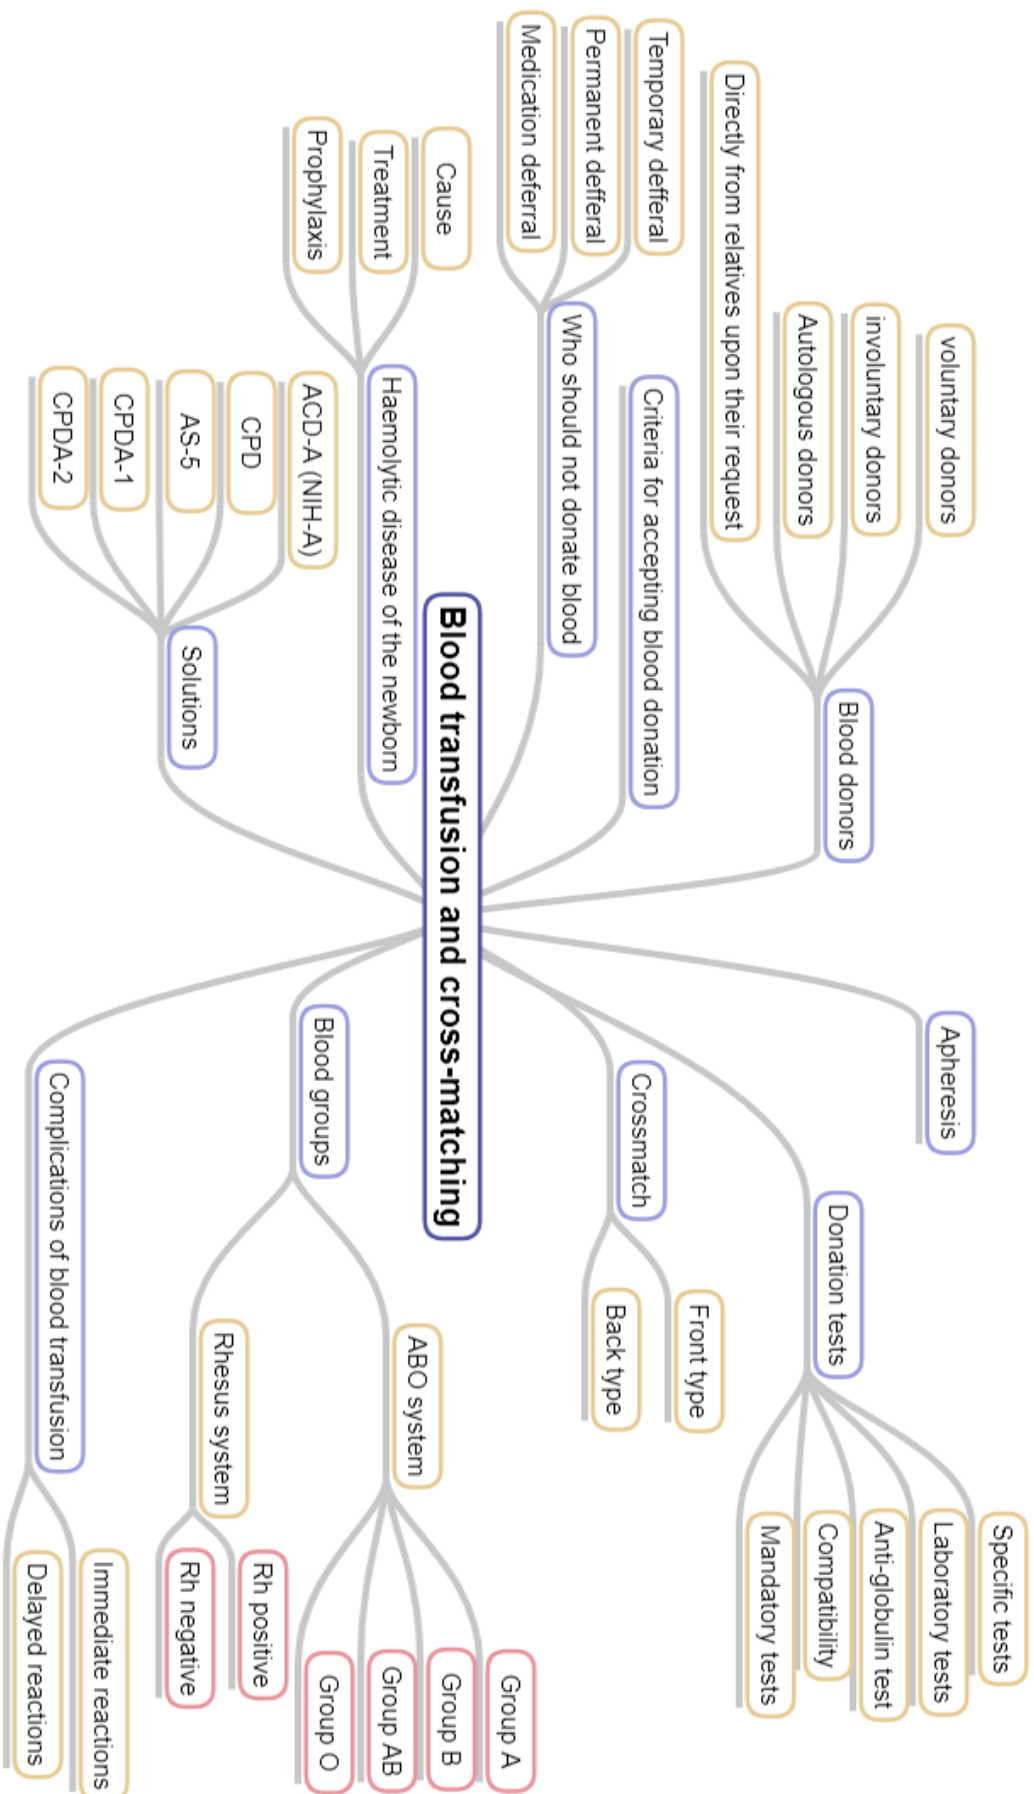 Blood transfusion and cross-matching
Blood donors
voluntary donors
involuntary donors
Autologous donors
Directly from relatives upon their request
Criteria for accepting blood donation
Who should not donate blood
Temporary defferal
Permanent defferal
Medication deferral
Haemolytic disease of the newborn
Cause
Treatment
Prophylaxis
Solutions
ACD-A (NIH-A)
CPD
AS-5
CPDA-1
CPDA-2
Apheresis
Donation tests
Specific tests
Laboratory tests
Anti-globulin test
Compatibility
Mandatory tests
Crossmatch
Front type
Back type
Blood groups
ABO system
Group A
Group B
Group AB
Group O
Rhesus system
Rh positive
Rh negative
Complications of blood transfusion
Immediate reactions
Delayed reactions